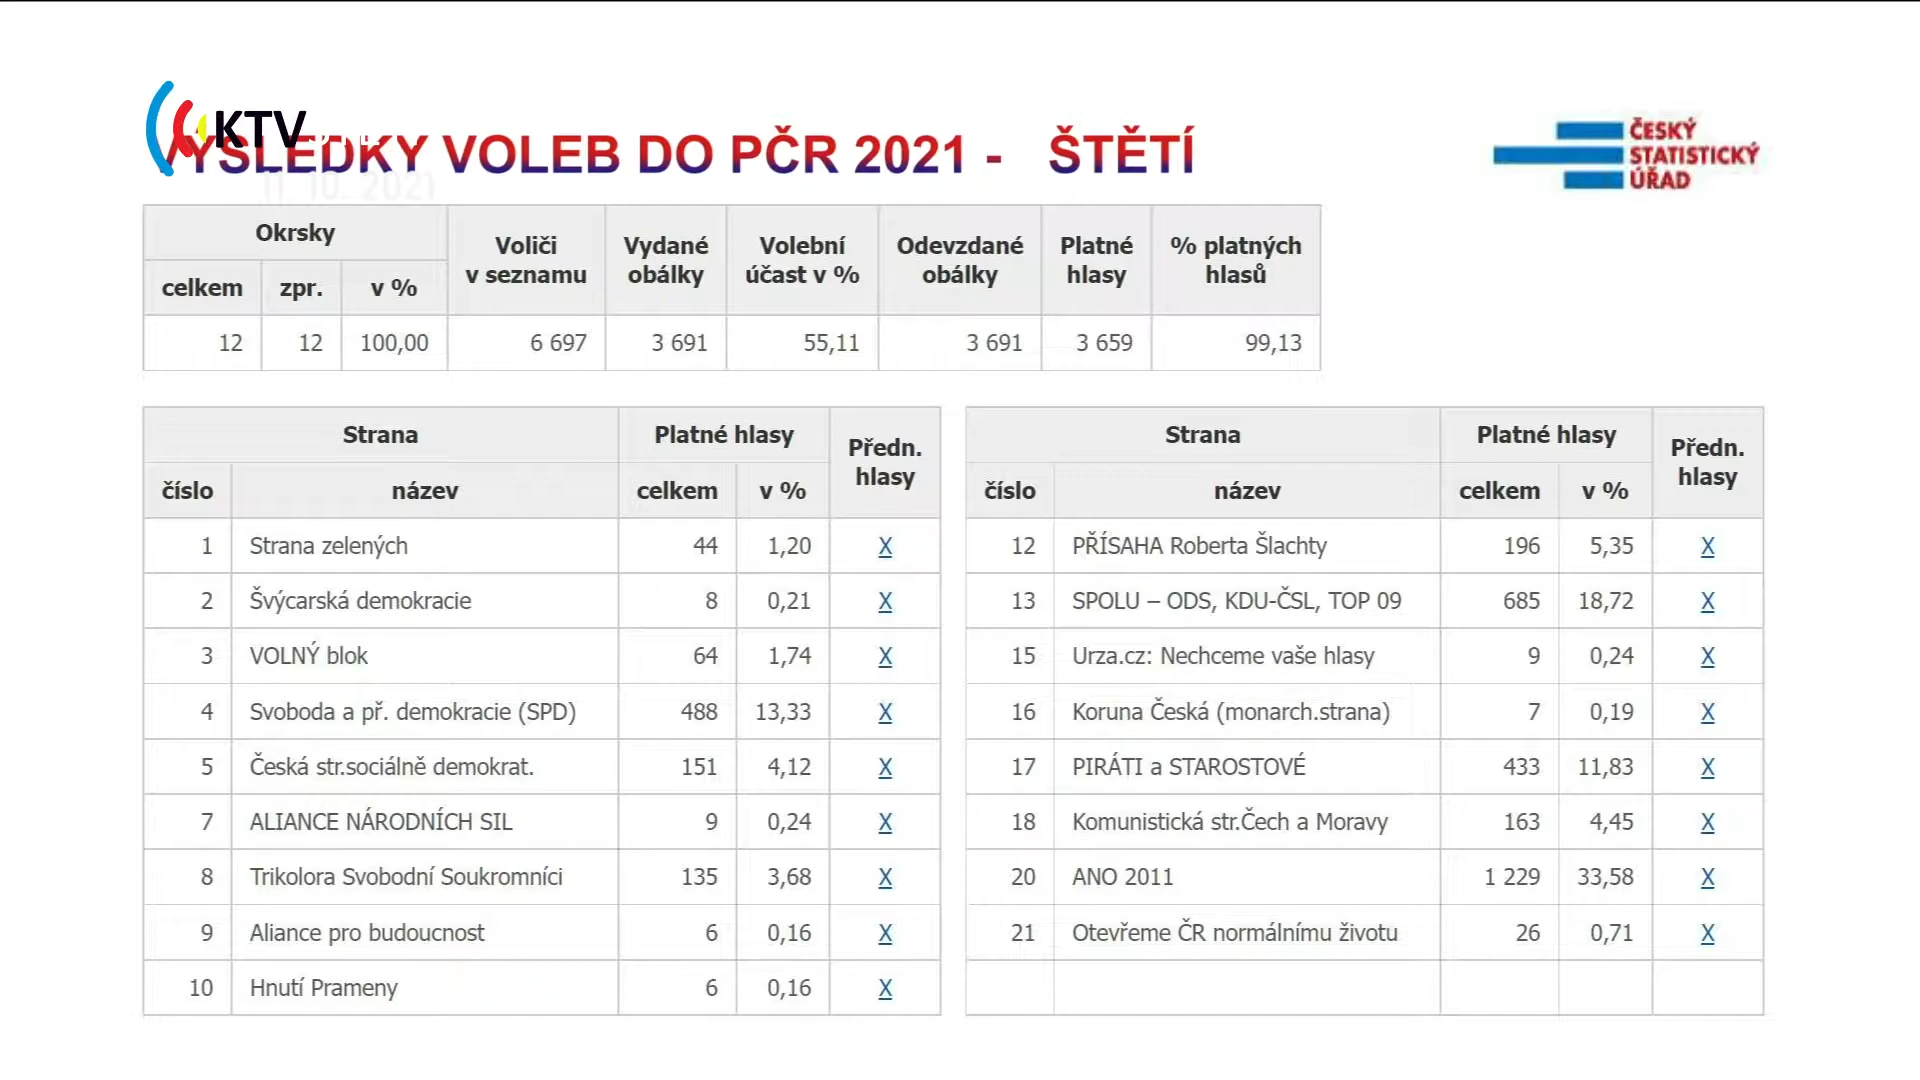 KTV
VÝSLEDKY VOLEB DO PČR 2021 - ŠTĚTÍ
11. 10. 2021
ČESKÝ
STATISTICKÝ
ÚŘAD
Okrsky Voliči v seznamu Vydané obálky Volební účast v % Odevzdané obálky Platné hlasy % platných hlasů
celkem zpr. v %
12 12 100,00 6 697 3 691 55,11 3 691 3 659 99,13
Strana Platné hlasy Předn. hlasy
číslo název celkem v %
1 Strana zelených 44 1,20 X
2 Švýcarská demokracie 8 0,21 X
3 VOLNÝ blok 64 1,74 X
4 Svoboda a př. demokracie (SPD) 488 13,33 X
5 Česká str.sociálně demokrat. 151 4,12 X
7 ALIANCE NÁRODNÍCH SIL 9 0,24 X
8 Trikolora Svobodní Soukromníci 135 3,68 X
9 Aliance pro budoucnost 6 0,16 X
10 Hnutí Prameny 6 0,16 X
Strana Platné hlasy Předn. hlasy
číslo název celkem v %
12 PŘÍSAHA Roberta Šlachty 196 5,35 X
13 SPOLU – ODS, KDU-ČSL, TOP 09 685 18,72 X
15 Urza.cz: Nechceme vaše hlasy 9 0,24 X
16 Koruna Česká (monarch.strana) 7 0,19 X
17 PIRÁTI a STAROSTOVÉ 433 11,83 X
18 Komunistická str.Čech a Moravy 163 4,45 X
20 ANO 2011 1 229 33,58 X
21 Otevřeme ČR normálnímu životu 26 0,71 X